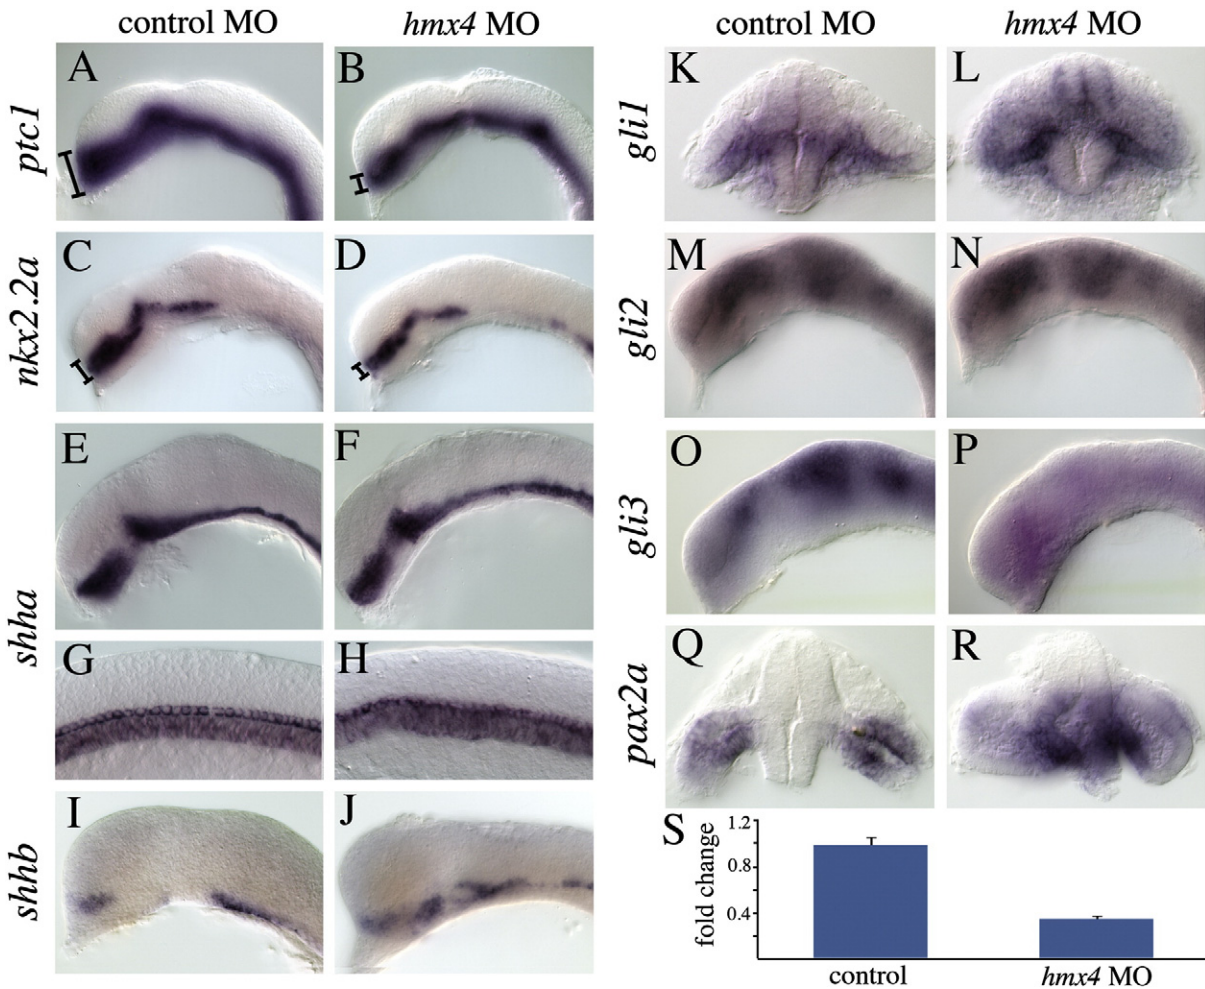 control MO
hmx4 MO
control MO
hmx4 MO
ptc1
A
B
nkx2.2a
C
D
shha
E
F
G
H
shhb
I
J
gli1
K
L
gli2
M
N
gli3
O
P
pax2a
Q
R
S
fold change
1.2
0.8
0.4
control
hmx4 MO